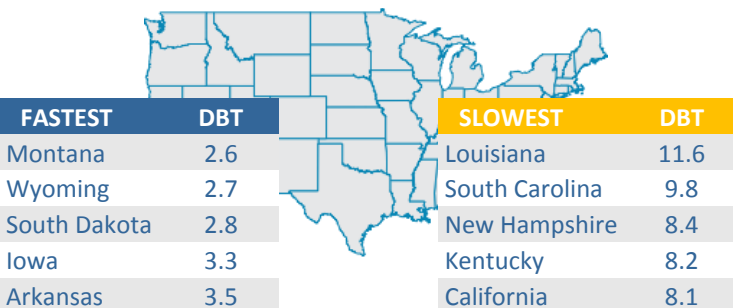 FASTEST DBT
Montana 2.6
Wyoming 2.7
South Dakota 2.8
Iowa 3.3
Arkansas 3.5
SLOWEST DBT
Louisiana 11.6
South Carolina 9.8
New Hampshire 8.4
Kentucky 8.2
California 8.1